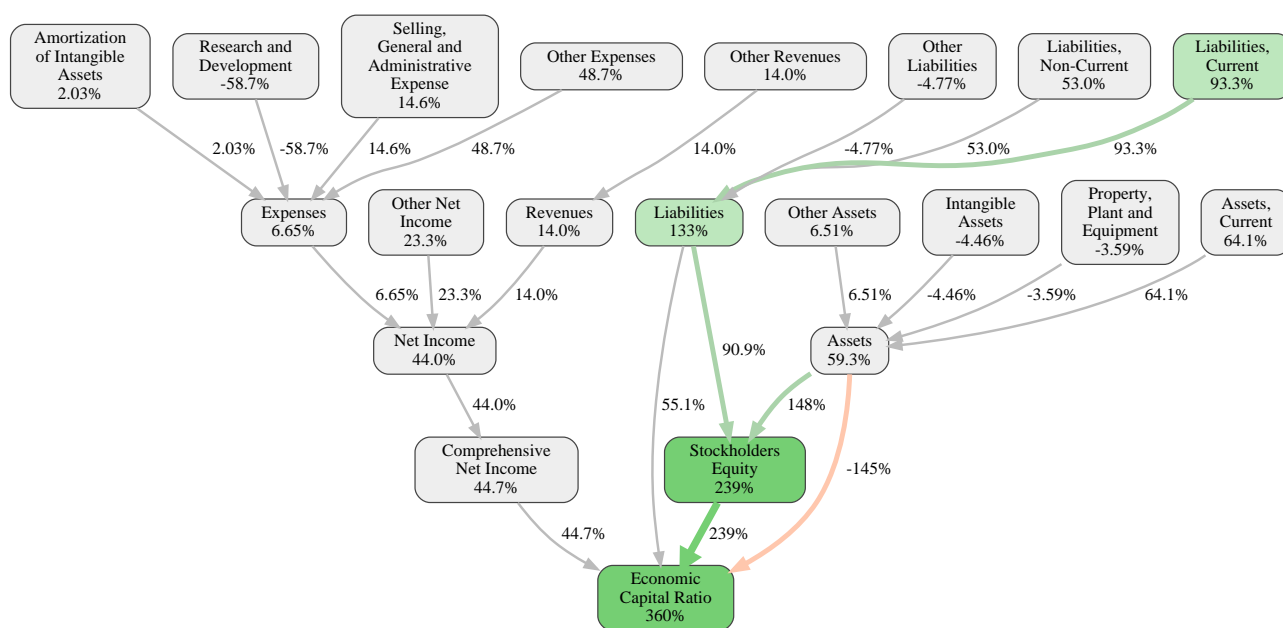 Amortization
of Intangible
Assets
2.03%
Research and
Development
-58.7%
Selling,
General and
Administrative
Expense
14.6%
Other Expenses
48.7%
Other Revenues
14.0%
Other
Liabilities
-4.77%
Liabilities,
Non-Current
53.0%
Liabilities,
Current
93.3%
2.03%
-58.7%
14.6%
48.7%
14.0%
-4.77%
53.0%
93.3%
Expenses
6.65%
Other Net
Income
23.3%
Revenues
14.0%
Liabilities
133%
Other Assets
6.51%
Intangible
Assets
-4.46%
Property,
Plant and
Equipment
-3.59%
Assets,
Current
64.1%
6.65%
23.3%
14.0%
6.51%
-4.46%
-3.59%
64.1%
Net Income
44.0%
90.9%
Assets
59.3%
44.0%
55.1%
148%
Comprehensive
Net Income
44.7%
Stockholders
Equity
239%
-145%
44.7%
239%
Economic
Capital Ratio
360%